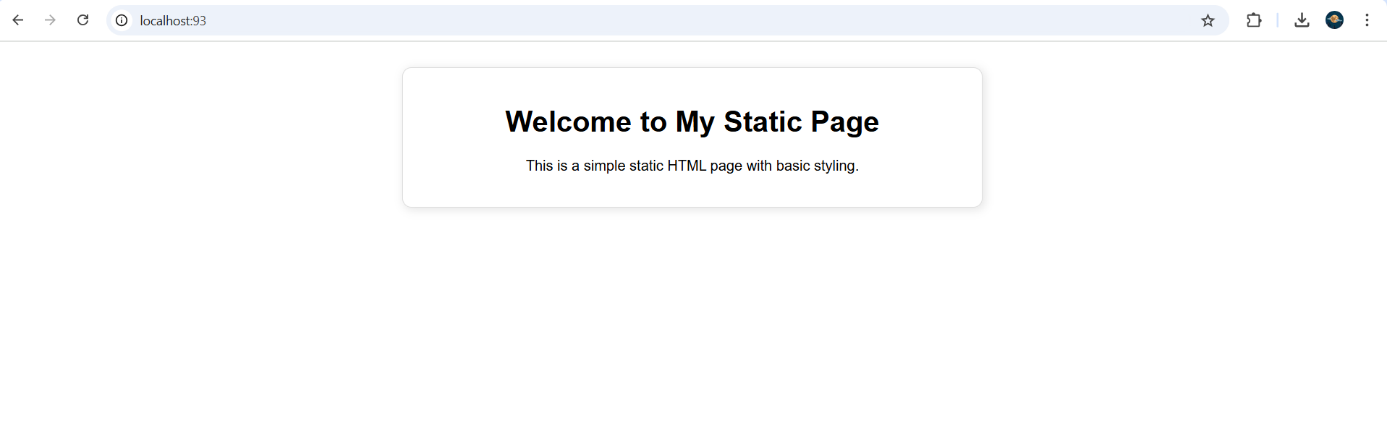 localhost:93
Welcome to My Static Page
This is a simple static HTML page with basic styling.